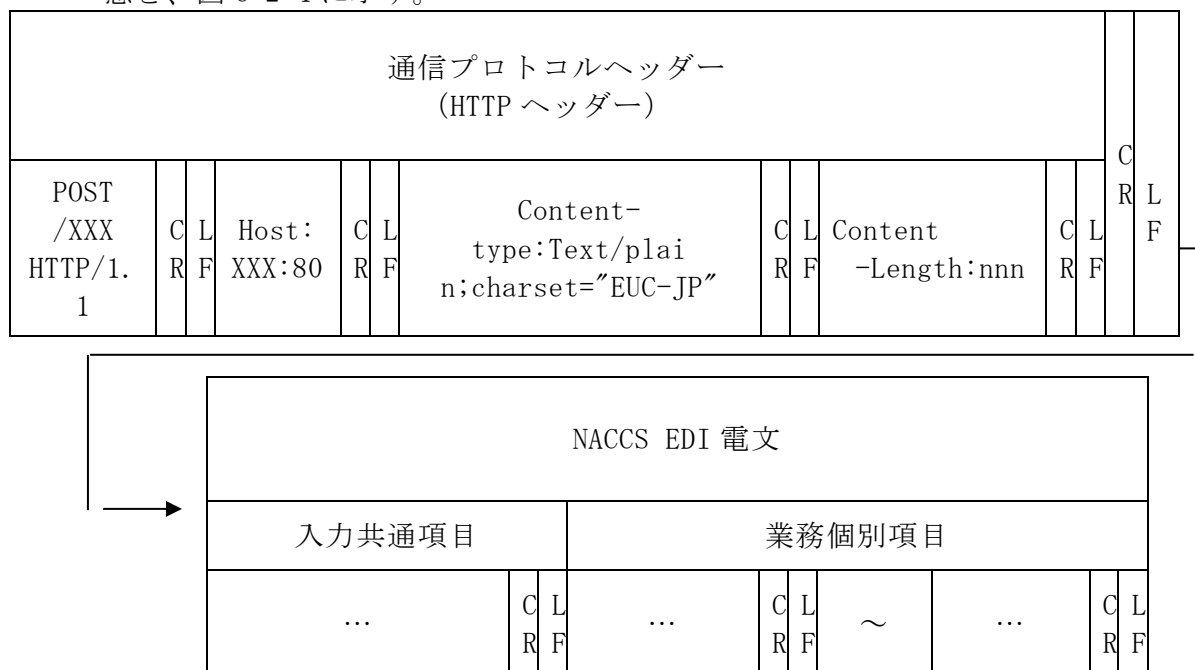 通信プロトコルヘッダー
(HTTP ヘッダー)
C
R
L
F
POST
/XXX
HTTP/1.
1
C
R
L
F
Host:
XXX:80
C
R
L
F
Content-
type:Text/plai
n;charset="EUC-JP"
C
R
L
F
Content
-Length:nnn
C
R
L
F
NACCS EDI 電文
入力共通項目
業務個別項目
…
C
R
L
F
…
C
R
L
F
～
…
C
R
L
F